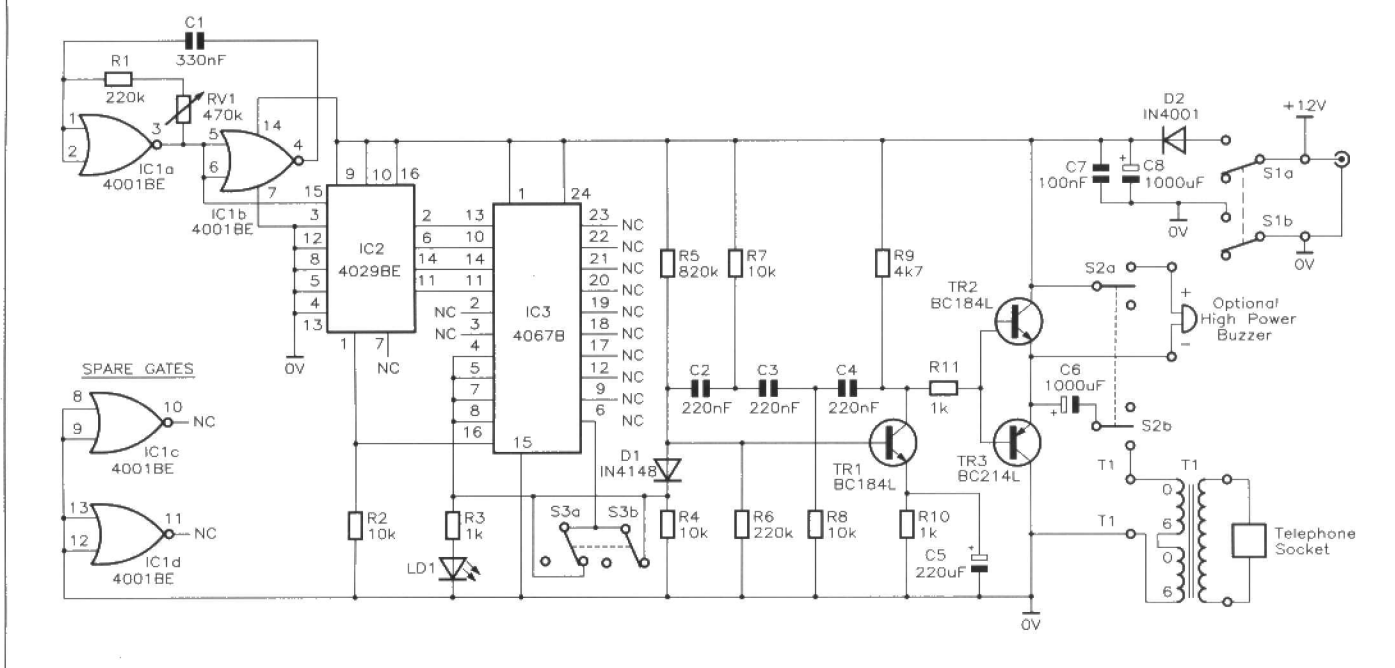 C1
330nF
R1
220k
RV1
470k
1
2
3
IC1a
4001BE
14
5
6
4
7
IC1b
4001BE
9 10 16
15
3
12
8
5
4
13
2
6
14
11
IC2
4029BE
1
7
NC
0V
1
24
13
10
14
11
2
3
4
5
7
8
16
15
NC
NC
IC3
4067B
23 NC
22 NC
21 NC
20 NC
19 NC
18 NC
17 NC
12 NC
9 NC
6 NC
SPARE GATES
8
9
10
NC
IC1c
4001BE
13
12
11
NC
IC1d
4001BE
R2
10k
R3
1k
LD1
S3a
S3b
D1
IN4148
R4
10k
R5
820k
R7
10k
C2
220nF
C3
220nF
C4
220nF
R6
220k
R8
10k
R9
4k7
TR1
BC184L
R10
1k
C5
220uF
+
R11
1k
TR2
BC184L
TR3
BC214L
C6
1000uF
+
0V
D2
IN4001
C7
100nF
+
C8
1000uF
0V
+12V
S1a
S1b
0V
S2a
+
Optional
High Power
Buzzer
−
S2b
T1
T1
T1
0
6
0
6
Telephone
Socket